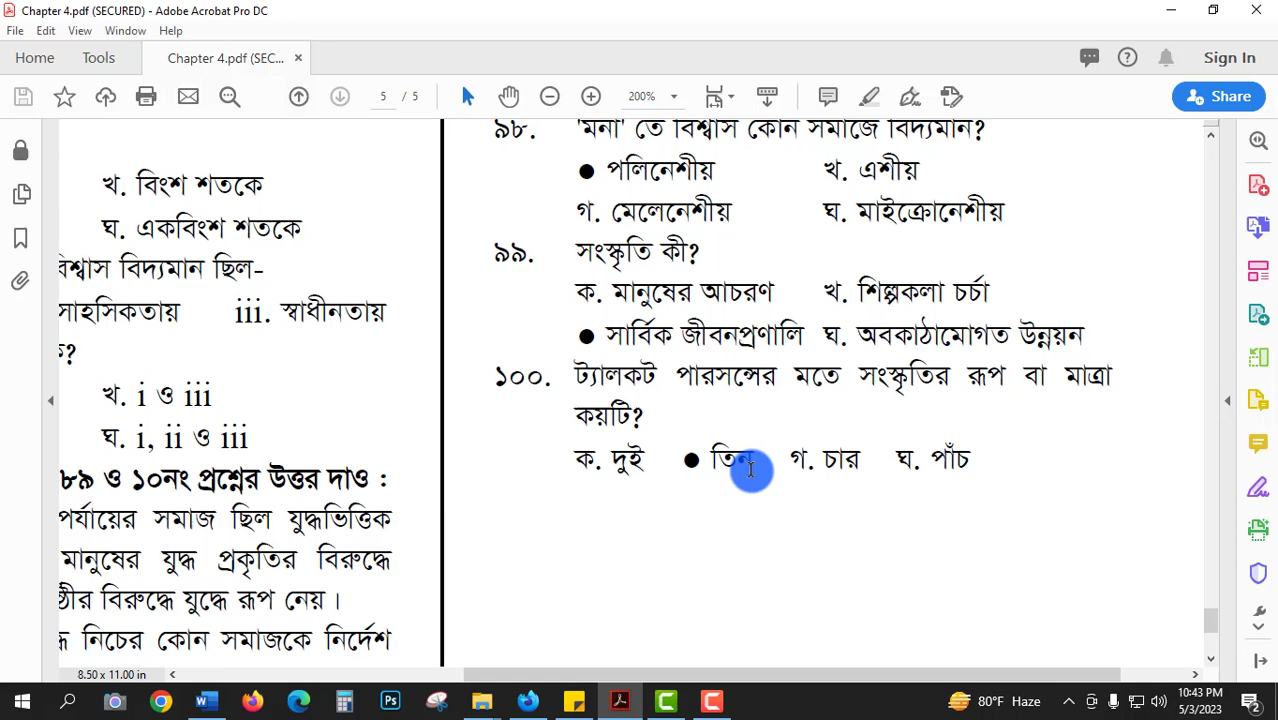 Chapter 4.pdf (SECURED) - Adobe Acrobat Pro DC
File Edit View Window Help
Home Tools Chapter 4.pdf (SEC... × Sign In
5 / 5 200% Share
খ. বিংশ শতকে
ঘ. একবিংশ শতকে
বিশ্বাস বিদ্যমান ছিল-
সাহসিকতায় iii. স্বাধীনতায়
ক?
খ. i ও iii
ঘ. i, ii ও iii
৮৯ ও ১০নং প্রশ্নের উত্তর দাও :
পর্যায়ের সমাজ ছিল যুদ্ধভিত্তিক
মানুষের যুদ্ধ প্রকৃতির বিরুদ্ধে
ষ্ঠীর বিরুদ্ধে যুদ্ধে রূপ নেয়।
দ্ধ নিচের কোন সমাজকে নির্দেশ
৯৮. 'মনা' তে বিশ্বাস কোন সমাজে বিদ্যমান?
● পলিনেশীয় খ. এশীয়
গ. মেলেনেশীয় ঘ. মাইক্রোনেশীয়
৯৯. সংস্কৃতি কী?
ক. মানুষের আচরণ খ. শিল্পকলা চর্চা
● সার্বিক জীবনপ্রণালি ঘ. অবকাঠামোগত উন্নয়ন
১০০. ট্যালকট পারসন্সের মতে সংস্কৃতির রূপ বা মাত্রা
কয়টি?
ক. দুই ● তিন গ. চার ঘ. পাঁচ
8.50 x 11.00 in
80°F Haze 10:43 PM
5/3/2023